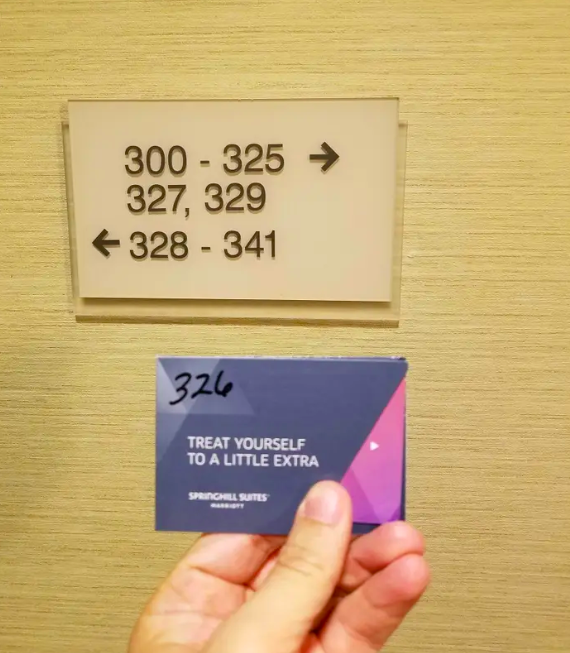 300 - 325 →
327, 329
← 328 - 341
326
TREAT YOURSELF
TO A LITTLE EXTRA
SPRINGHILL SUITES
MARRIOTT